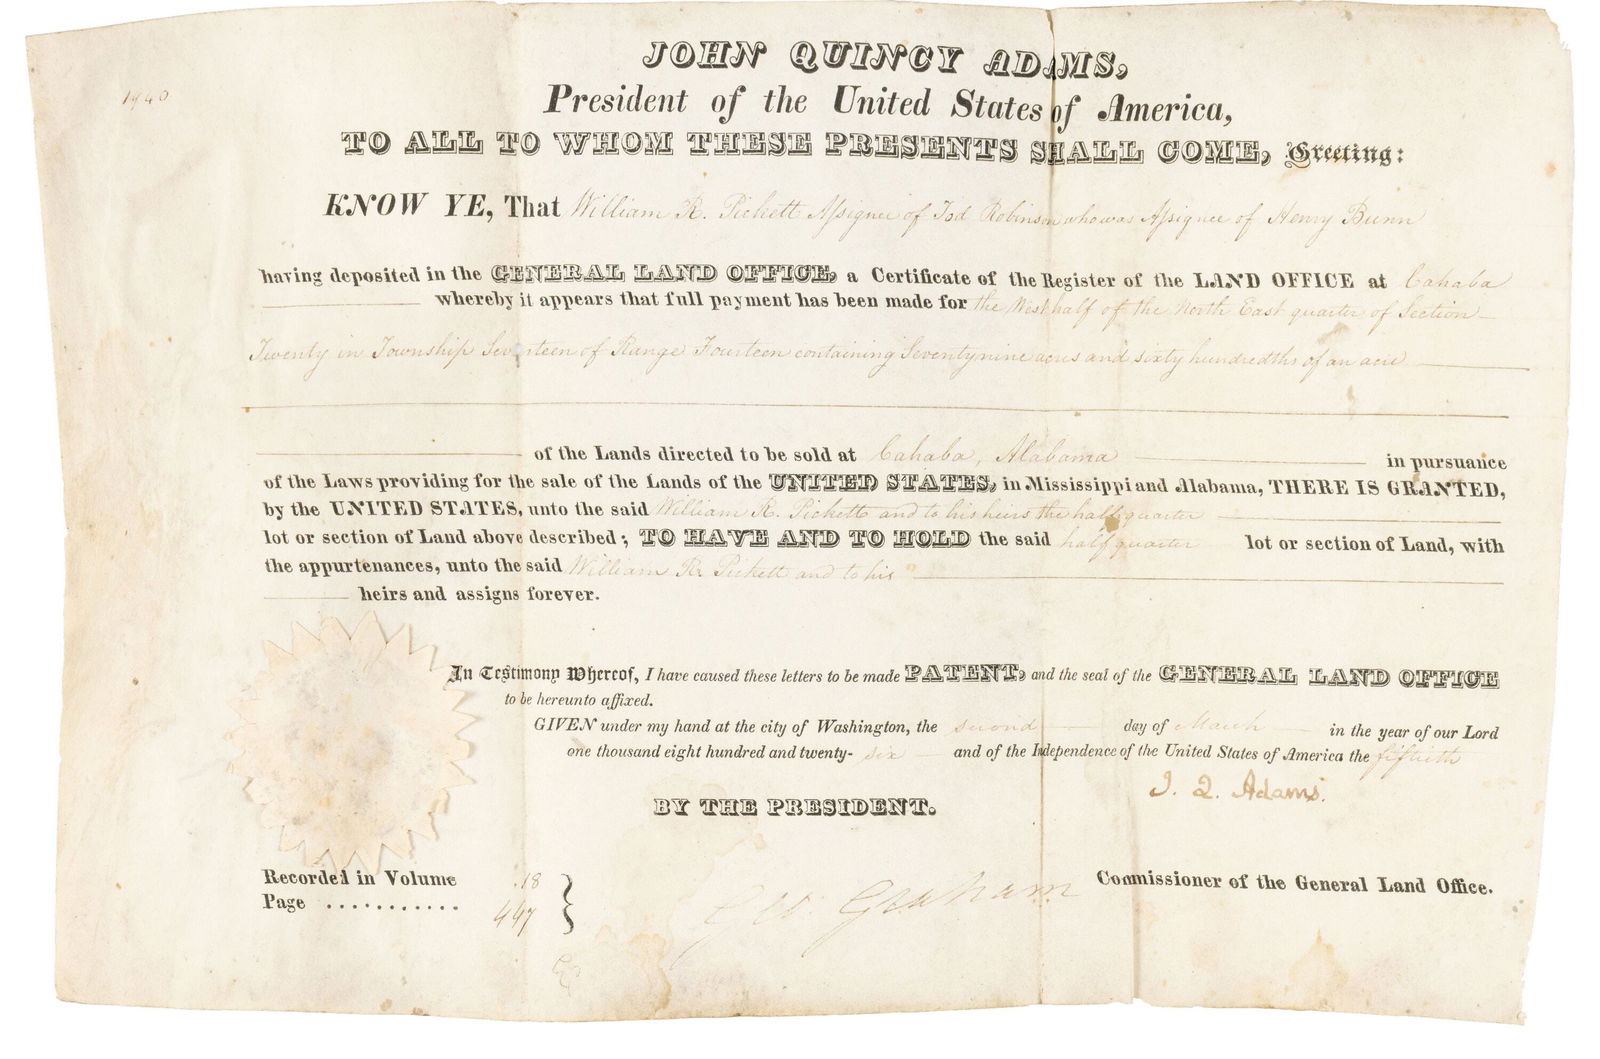 1940
JOHN QUINCY ADAMS,
President of the United States of America,
TO ALL TO WHOM THESE PRESENTS SHALL COME, Greeting:
KNOW YE, That William R. Pickett Assignee of Tod Robinson who was Assignee of Henry Bunn
having deposited in the GENERAL LAND OFFICE, a Certificate of the Register of the LAND OFFICE at Cahaba
whereby it appears that full payment has been made for the West half of the North East quarter of Section
Twenty in Township Seventeen of Range Fourteen containing Seventy nine acres and sixty hundredths of an acre
of the Lands directed to be sold at Cahaba, Alabama in pursuance
of the Laws providing for the sale of the Lands of the UNITED STATES, in Mississippi and Alabama, THERE IS GRANTED,
by the UNITED STATES, unto the said William R. Pickett and to his heirs the half quarter
lot or section of Land above described; TO HAVE AND TO HOLD the said half quarter lot or section of Land, with
the appurtenances, unto the said William R. Pickett and to his
heirs and assigns forever.
In Testimony Whereof, I have caused these letters to be made PATENT, and the seal of the GENERAL LAND OFFICE
to be hereunto affixed.
GIVEN under my hand at the city of Washington, the second day of March in the year of our Lord
one thousand eight hundred and twenty-six and of the Independence of the United States of America the fiftieth
J. Q. Adams.
BY THE PRESIDENT.
Recorded in Volume 18
Page ........... 447
Geo. Graham Commissioner of the General Land Office.